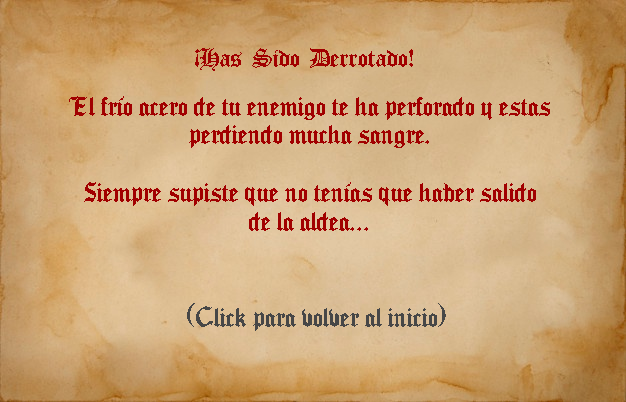 ¡Has Sido Derrotado!
El frío acero de tu enemigo te ha perforado y estas
perdiendo mucha sangre.
Siempre supiste que no tenías que haber salido
de la aldea...
(Click para volver al inicio)